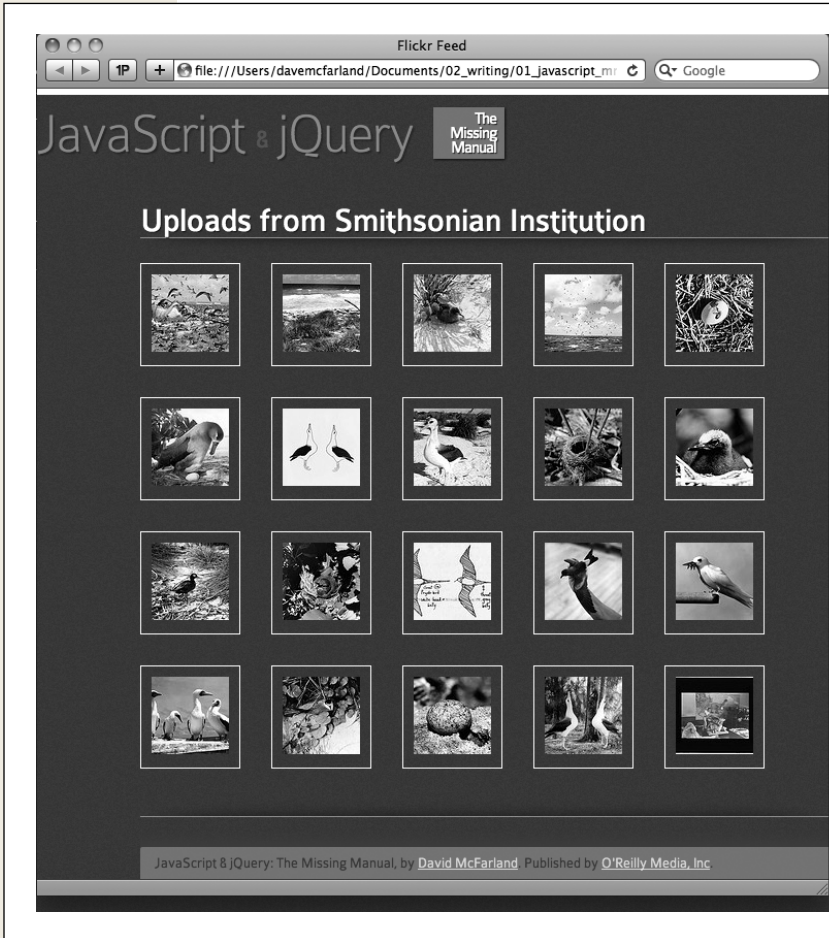 Flickr Feed
1P + file:///Users/davemcfarland/Documents/02_writing/01_javascript_m Google
JavaScript & jQuery
The
Missing
Manual
Uploads from Smithsonian Institution
JavaScript & jQuery: The Missing Manual, by David McFarland. Published by O'Reilly Media, Inc.